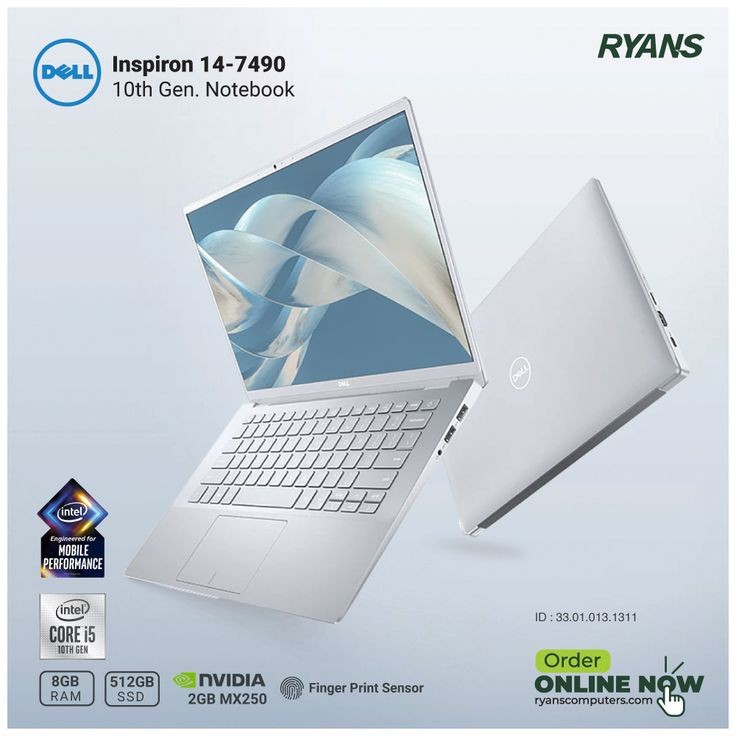 DELL
Inspiron 14-7490
10th Gen. Notebook
RYANS
DELL
DELL
intel
Engineered for
MOBILE
PERFORMANCE
intel
CORE i5
10TH GEN
ID : 33.01.013.1311
8GB
RAM
512GB
SSD
NVIDIA
2GB MX250
Finger Print Sensor
Order
ONLINE NOW
ryanscomputers.com